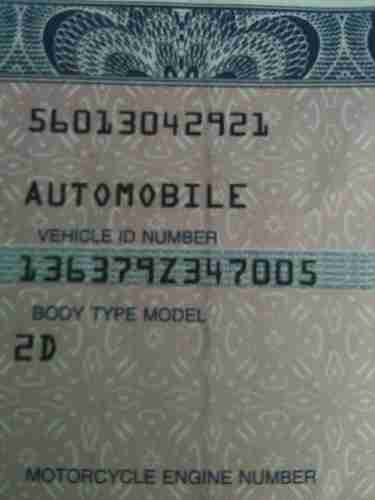 56013042921
AUTOMOBILE
VEHICLE ID NUMBER
136379Z347005
BODY TYPE MODEL
2D
MOTORCYCLE ENGINE NUMBER